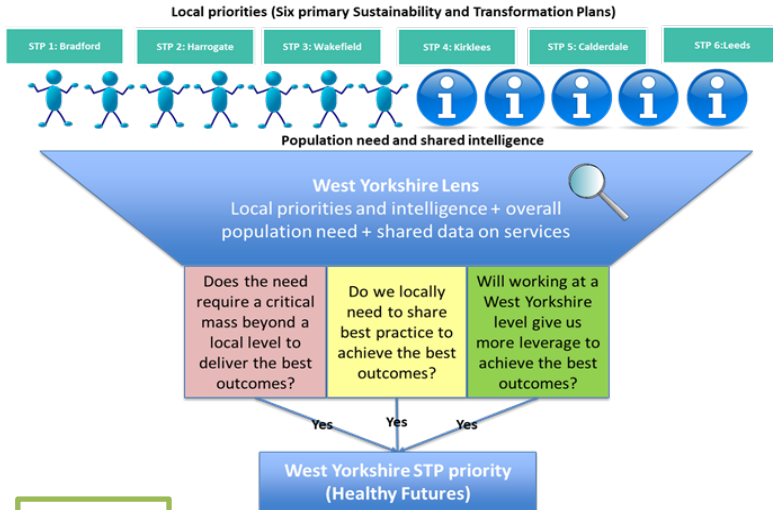 Local priorities (Six primary Sustainability and Transformation Plans)
STP 1: Bradford
STP 2: Harrogate
STP 3: Wakefield
STP 4: Kirklees
STP 5: Calderdale
STP 6:Leeds
i i i i i
Population need and shared intelligence
West Yorkshire Lens
Local priorities and intelligence + overall
population need + shared data on services
Does the need
require a critical
mass beyond a
local level to
deliver the best
outcomes?
Do we locally
need to share
best practice to
achieve the best
outcomes?
Will working at a
West Yorkshire
level give us
more leverage to
achieve the best
outcomes?
Yes
Yes
Yes
West Yorkshire STP priority
(Healthy Futures)